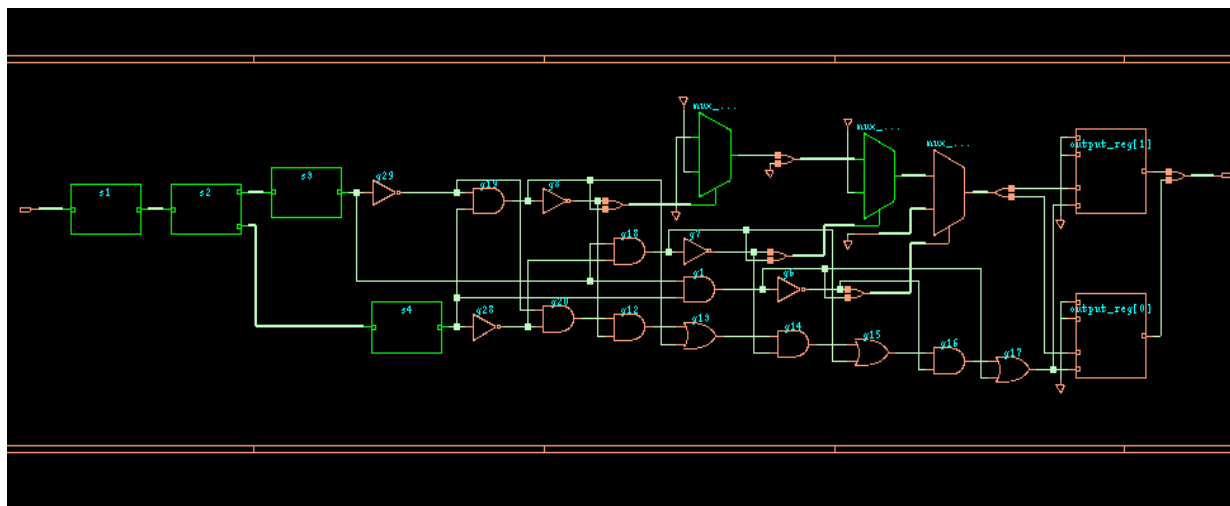 mux_...
mux_...
mux_...
output_reg[1]
s3
g29
g19
g8
s1
s2
g18
g7
g1
g6
s4
g28
g20
g12
g13
g14
g15
g16
g17
output_reg[0]